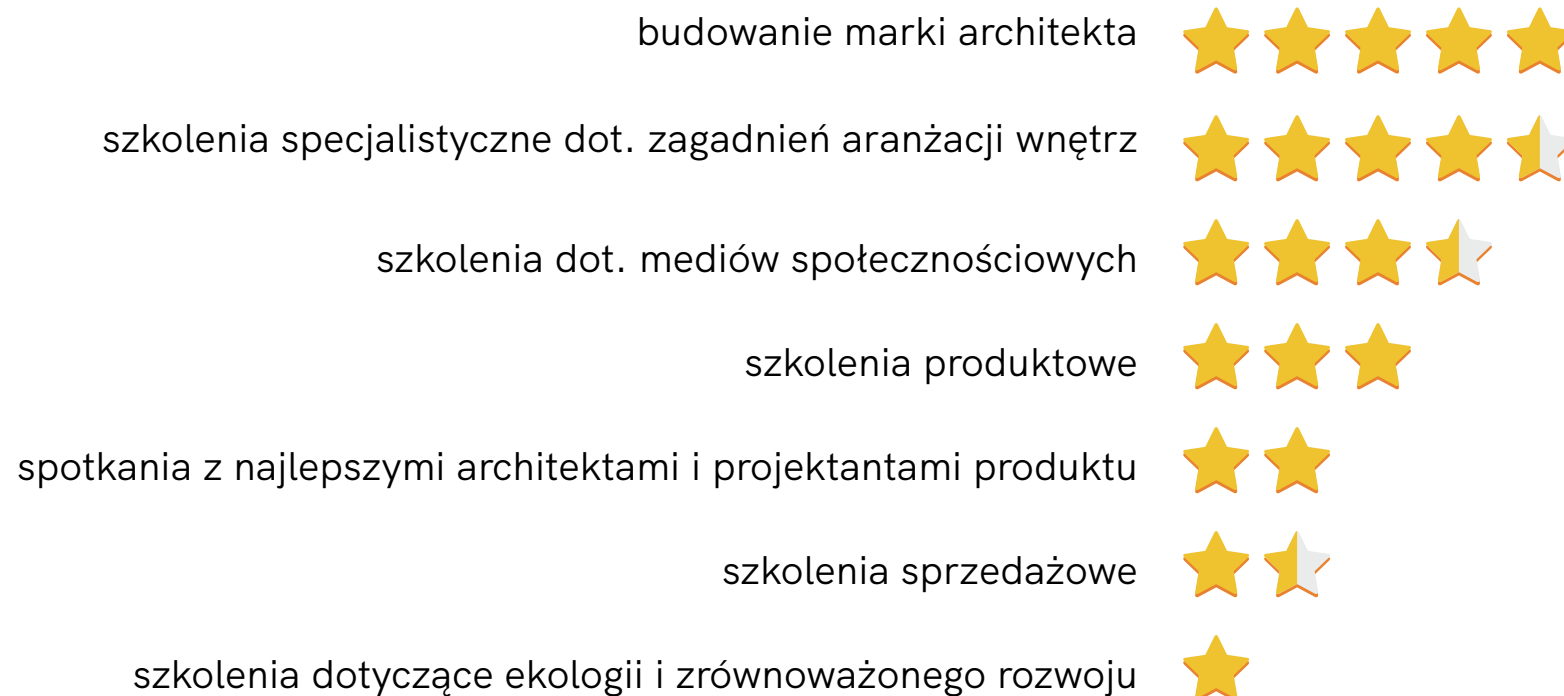 budowanie marki architekta
szkolenia specjalistyczne dot. zagadnień aranżacji wnętrz
szkolenia dot. mediów społecznościowych
szkolenia produktowe
spotkania z najlepszymi architektami i projektantami produktu
szkolenia sprzedażowe
szkolenia dotyczące ekologii i zrównoważonego rozwoju